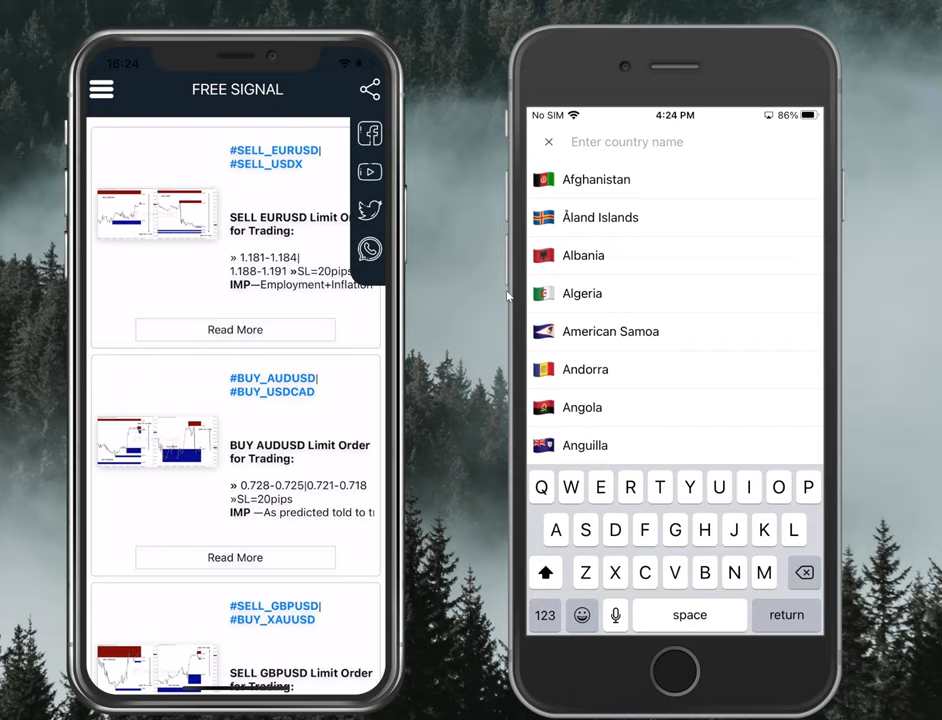 16:24
FREE SIGNAL
#SELL_EURUSD|
#SELL_USDX
SELL EURUSD Limit O
for Trading:
» 1.181-1.184|
1.188-1.191 »SL=20pips
IMP—Employment+Inflation
Read More
#BUY_AUDUSD|
#BUY_USDCAD
BUY AUDUSD Limit Order
for Trading:
» 0.728-0.725|0.721-0.718
»SL=20pips
IMP —As predicted told to t
Read More
#SELL_GBPUSD|
#BUY_XAUUSD
SELL GBPUSD Limit Order
for Trading:
No SIM 4:24 PM 86%
Enter country name
Afghanistan
Åland Islands
Albania
Algeria
American Samoa
Andorra
Angola
Anguilla
Q W E R T Y U I O P
A S D F G H J K L
Z X C V B N M
123 space return